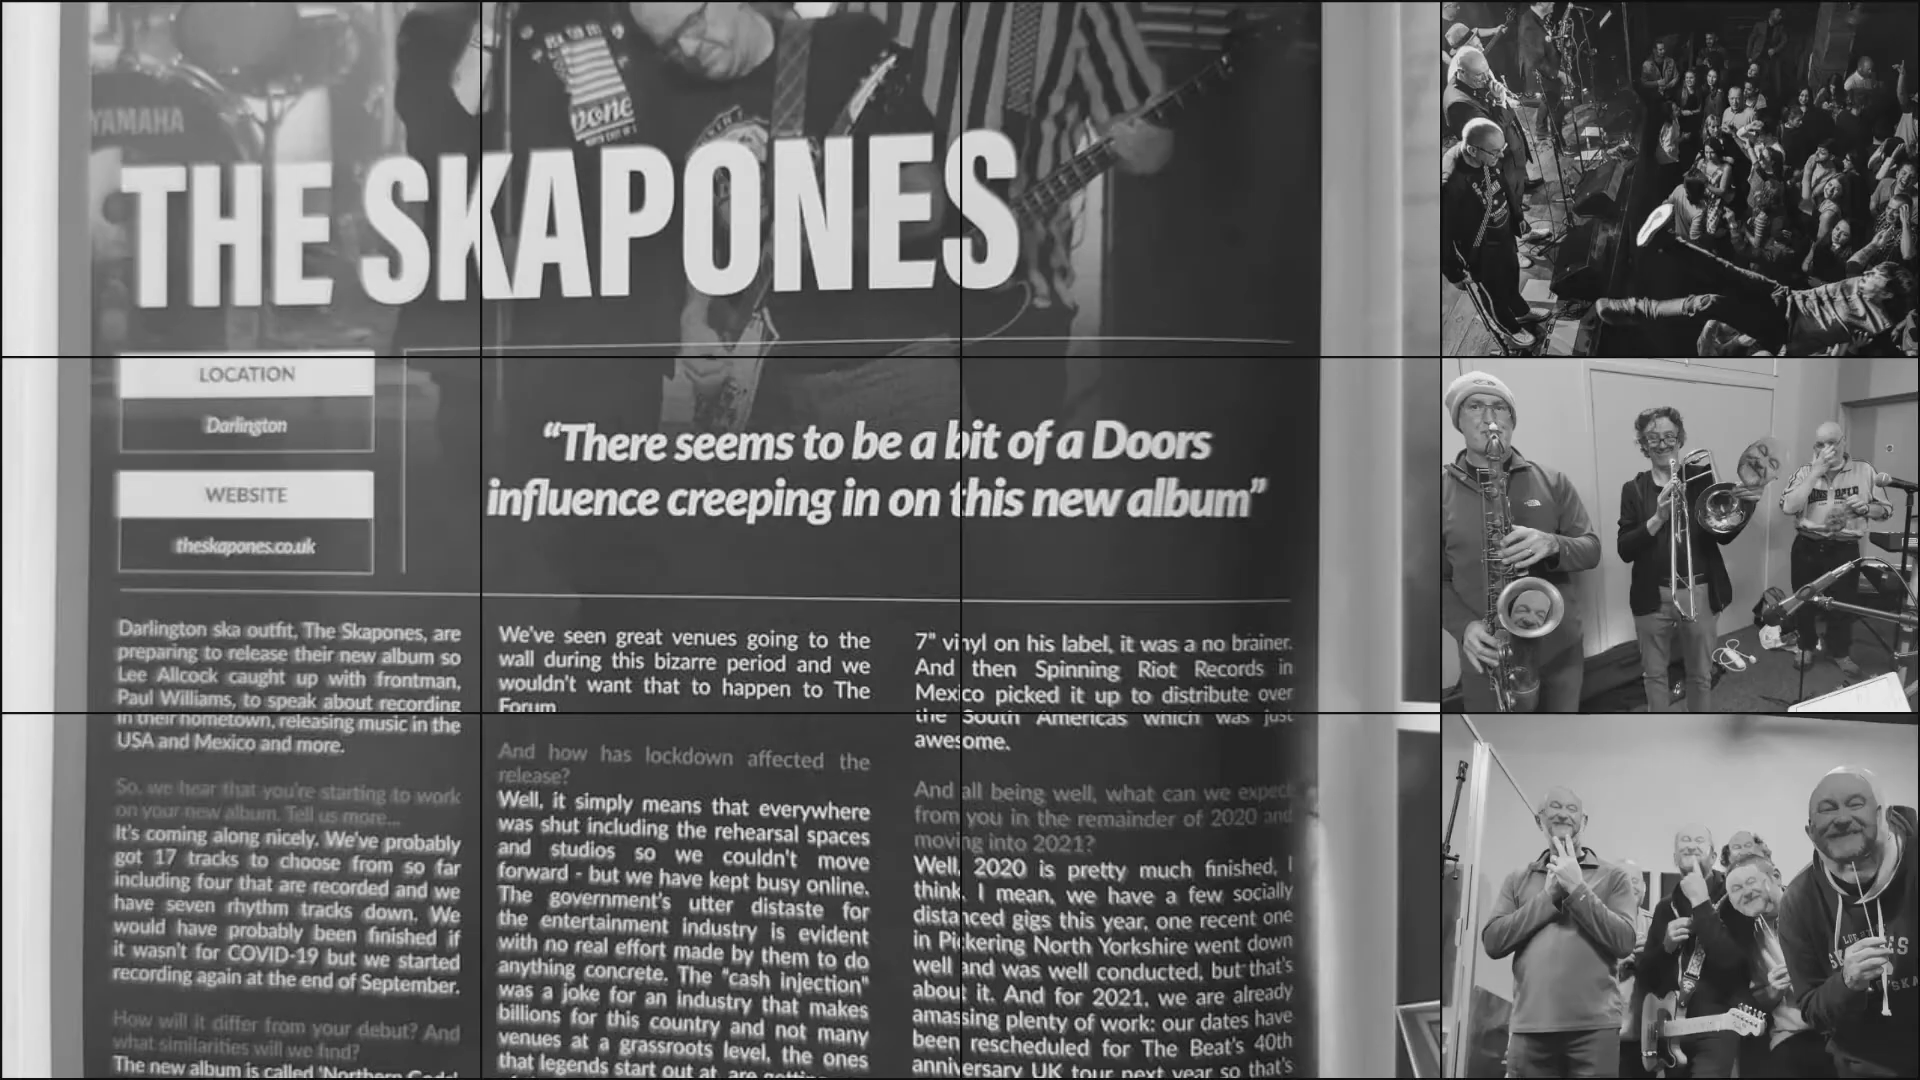 YAMAHA
THE SKAPONES
LOCATION
Darlington
WEBSITE
theskapones.co.uk
“There seems to be a bit of a Doors
influence creeping in on this new album”
Darlington ska outfit, The Skapones, are
preparing to release their new album so
Lee Allcock caught up with frontman,
Paul Williams, to speak about recording
in their hometown, releasing music in the
USA and Mexico and more.
So, we hear that you're starting to work
on your new album. Tell us more...
It's coming along nicely. We've probably
got 17 tracks to choose from so far
including four that are recorded and we
have seven rhythm tracks down. We
would have probably been finished if
it wasn't for COVID-19 but we started
recording again at the end of September.
How will it differ from your debut? And
what similarities will we find?
The new album is called 'Northern
We've seen great venues going to the
wall during this bizarre period and we
wouldn't want that to happen to The
Forum
And how has lockdown affected the
release?
Well, it simply means that everywhere
was shut including the rehearsal spaces
and studios so we couldn't move
forward - but we have kept busy online.
The government's utter distaste for
the entertainment industry is evident
with no real effort made by them to do
anything concrete. The "cash injection"
was a joke for an industry that makes
billions for this country and not many
venues at a grassroots level, the ones
that legends start out at, are
7" vinyl on his label, it was a no brainer.
And then Spinning Riot Records in
Mexico picked it up to distribute over
the South Americas which was just
awesome.
And all being well, what can we expect
from you in the remainder of 2020 and
moving into 2021?
Well, 2020 is pretty much finished, I
think. I mean, we have a few socially
distanced gigs this year, one recent one
in Pickering North Yorkshire went down
well and was well conducted, but that's
about it. And for 2021, we are already
amassing plenty of work: our dates have
been rescheduled for The Beat's 40th
anniversary UK tour next year so that's